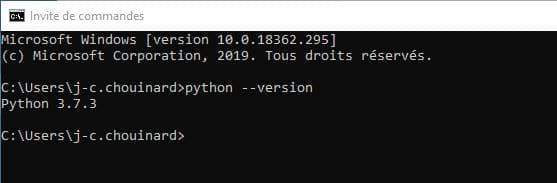 Invite de commandes
Microsoft Windows [version 10.0.18362.295]
(c) Microsoft Corporation, 2019. Tous droits réservés.
C:\Users\j-c.chouinard>python --version
Python 3.7.3
C:\Users\j-c.chouinard>